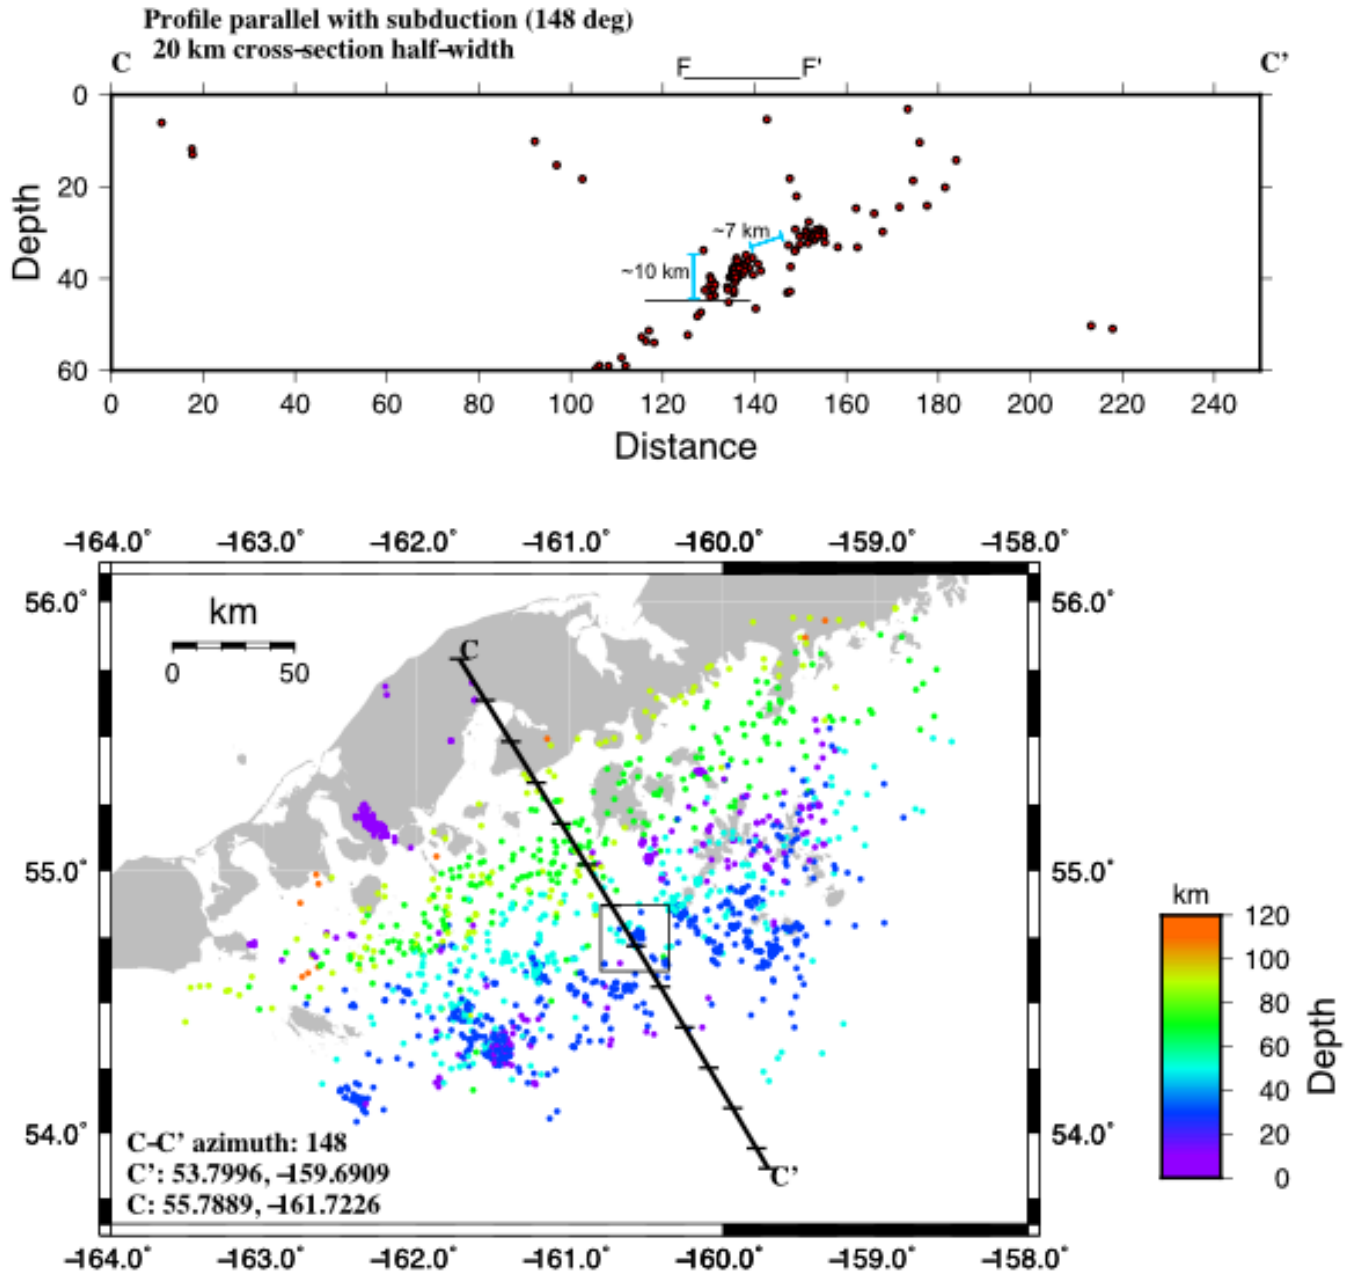 Profile parallel with subduction (148 deg)
20 km cross-section half-width
C F F' C'
0
20
40
60
Depth
~7 km
~10 km
0 20 40 60 80 100 120 140 160 180 200 220 240
Distance
-164.0° -163.0° -162.0° -161.0° -160.0° -159.0° -158.0°
56.0° 56.0°
km
0 50
C
55.0° 55.0°
km
120
100
80
60
40
20
0
Depth
54.0° 54.0°
C-C' azimuth: 148
C': 53.7996, -159.6909
C: 55.7889, -161.7226
C'
-164.0° -163.0° -162.0° -161.0° -160.0° -159.0° -158.0°